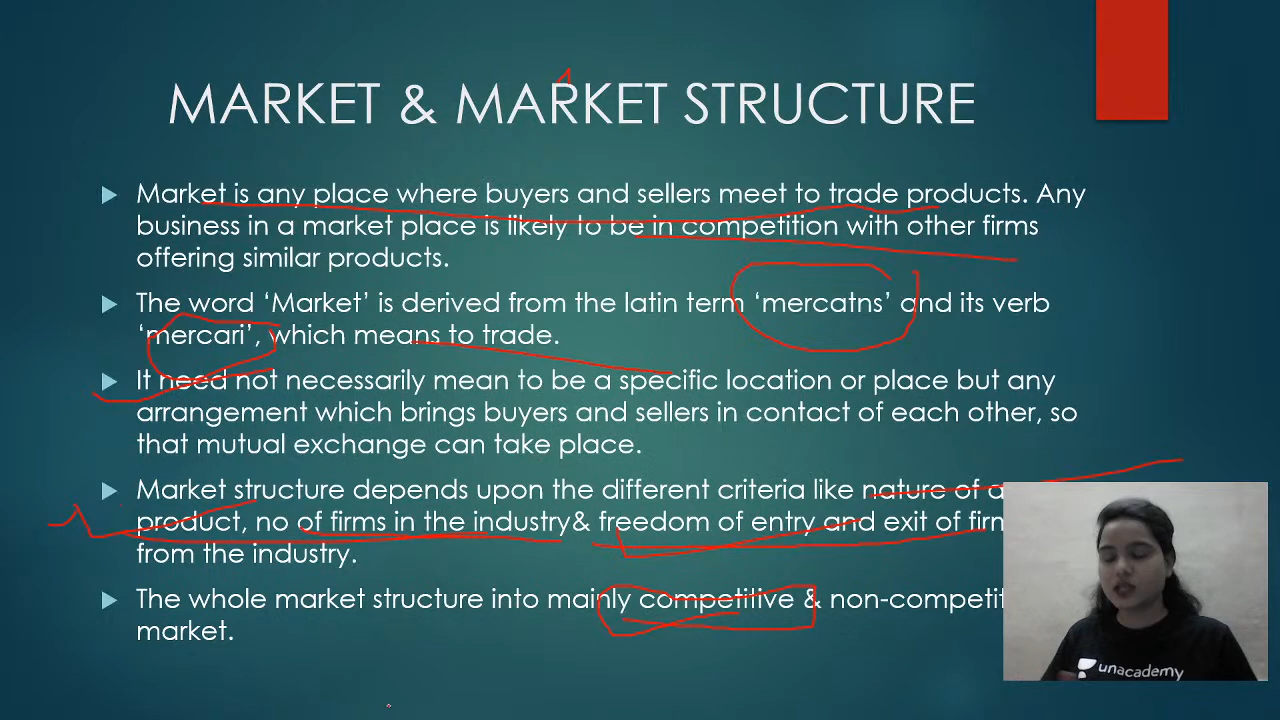 MARKET & MARKET STRUCTURE
Market is any place where buyers and sellers meet to trade products. Any
business in a market place is likely to be in competition with other firms
offering similar products.
The word ‘Market’ is derived from the latin term ‘mercatns’ and its verb
‘mercari’, which means to trade.
It need not necessarily mean to be a specific location or place but any
arrangement which brings buyers and sellers in contact of each other, so
that mutual exchange can take place.
Market structure depends upon the different criteria like nature of
product, no of firms in the industry& freedom of entry and exit of
from the industry.
The whole market structure into mainly competitive &
market.
unacademy